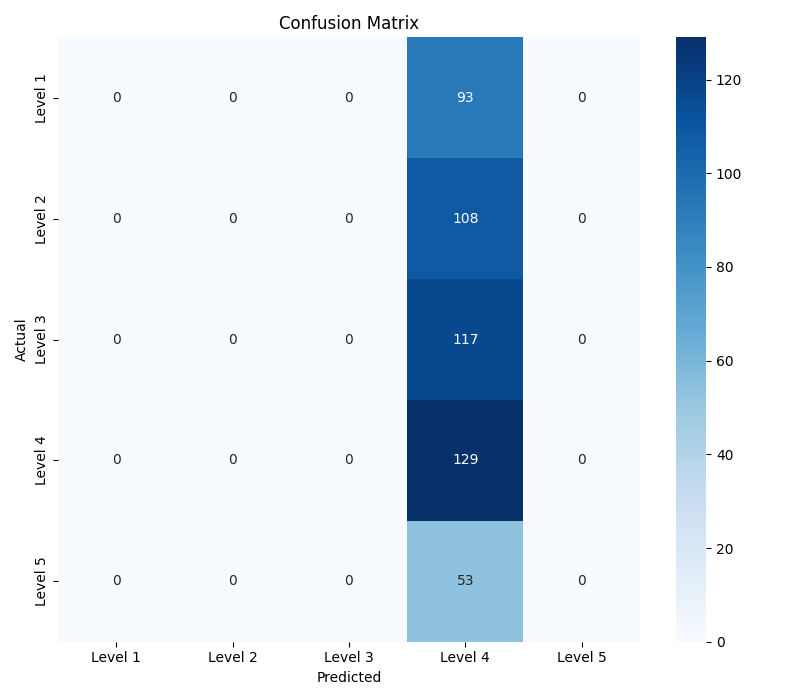 Confusion Matrix
Actual
Level 1
0 0 0 93 0
Level 2
0 0 0 108 0
Level 3
0 0 0 117 0
Level 4
0 0 0 129 0
Level 5
0 0 0 53 0
Level 1 Level 2 Level 3 Level 4 Level 5
Predicted
120
100
80
60
40
20
0